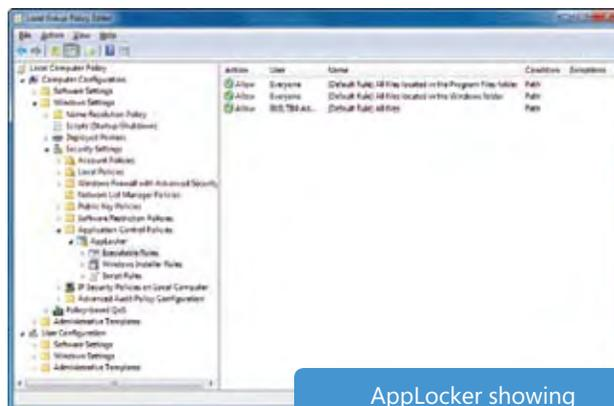 Local Group Policy Editor
File Action View Help
Local Computer Policy
Computer Configuration
Software Settings
Windows Settings
Name Resolution Policy
Scripts (Startup/Shutdown)
Deployed Printers
Security Settings
Account Policies
Local Policies
Windows Firewall with Advanced Security
Network List Manager Policies
Public Key Policies
Software Restriction Policies
Application Control Policies
AppLocker
Executable Rules
Windows Installer Rules
Script Rules
IP Security Policies on Local Computer
Advanced Audit Policy Configuration
Policy-based QoS
Administrative Templates
User Configuration
Software Settings
Windows Settings
Administrative Templates
Action User Name Condition Exceptions
Allow Everyone (Default Rule) All files located in the Program Files folder Path
Allow Everyone (Default Rule) All files located in the Windows folder Path
Allow (Default Rule) All files Path
AppLocker showing